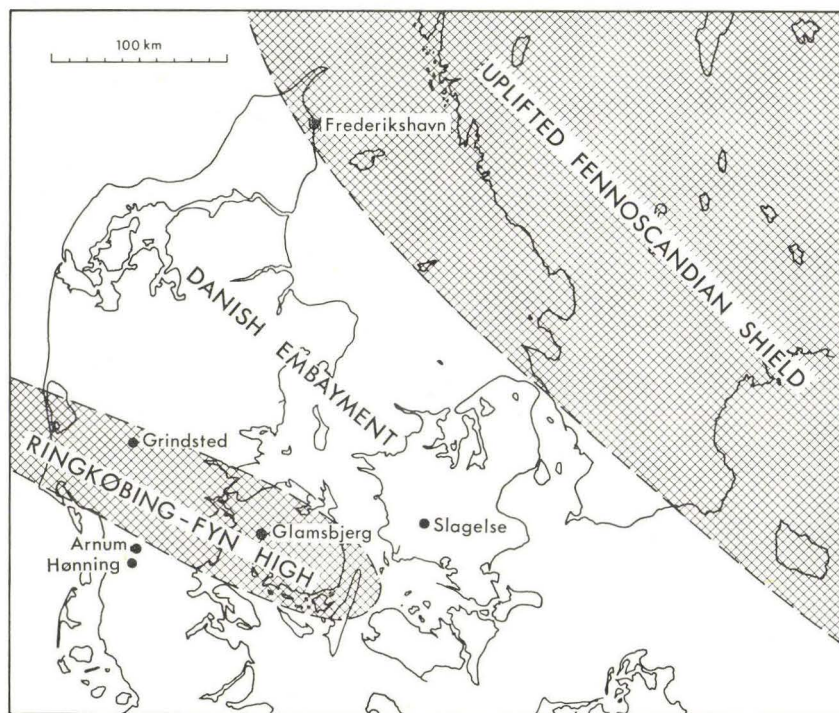 100 km
UPLIFTED FENNOSCANDIAN SHIELD
Frederikshavn
DANISH EMBAYMENT
Grindsted
RINGKØBING-FYN HIGH
Glamsbjerg
Slagelse
Arnum
Hønning